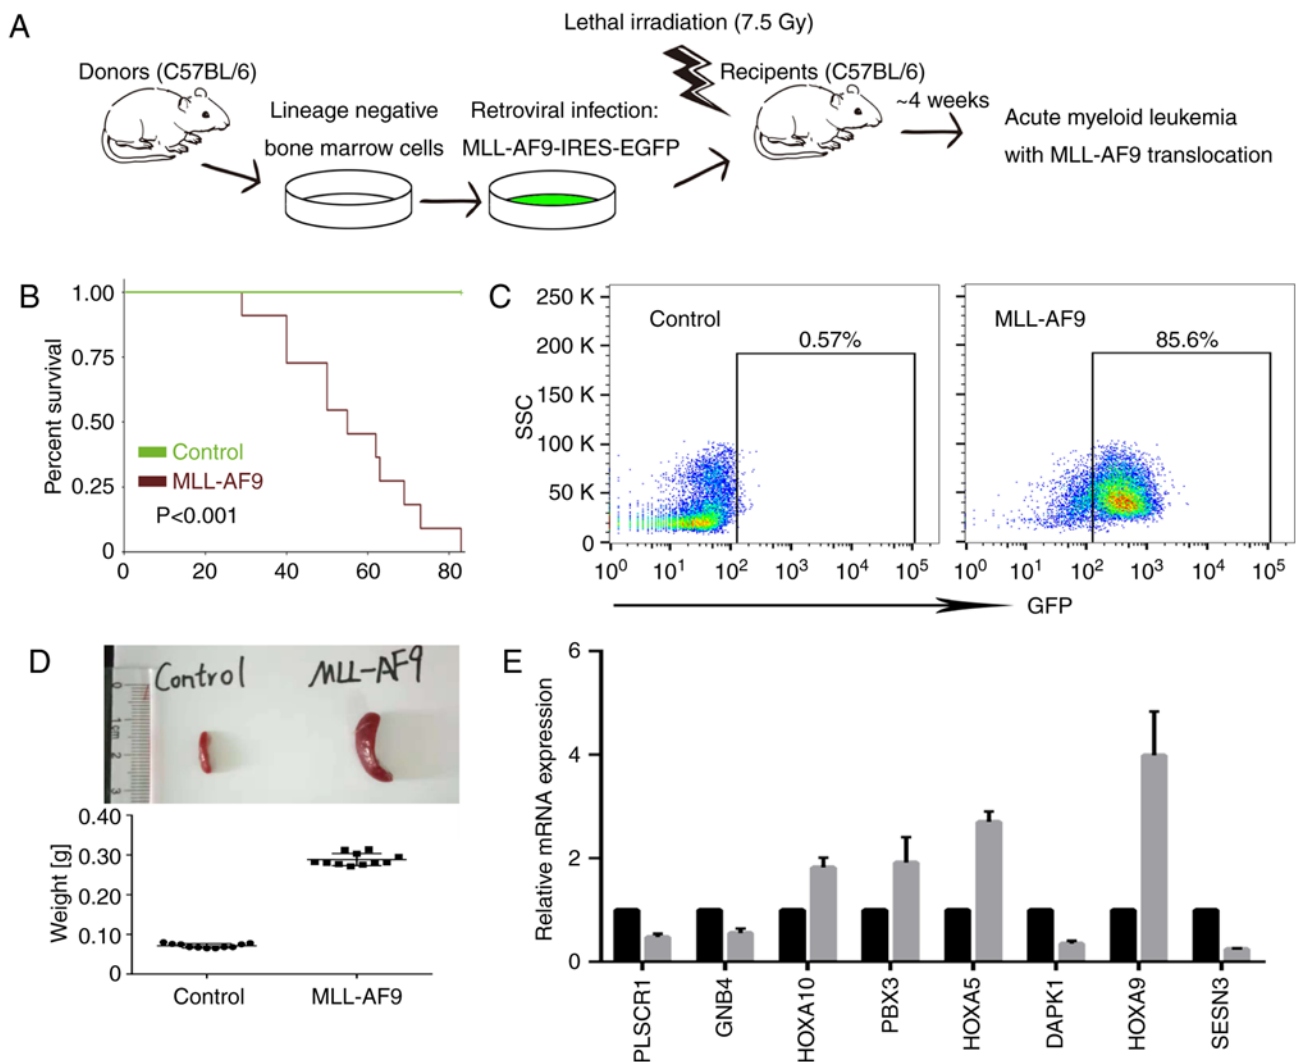 A
Lethal irradiation (7.5 Gy)
Donors (C57BL/6)
Recipents (C57BL/6)
Lineage negative
bone marrow cells
Retroviral infection:
MLL-AF9-IRES-EGFP
~4 weeks
Acute myeloid leukemia
with MLL-AF9 translocation
B
Percent survival
1.00
0.75
0.50
0.25
0
Control
MLL-AF9
P<0.001
0 20 40 60 80
C
SSC
250 K
200 K
150 K
100 K
50 K
0
Control
0.57%
10⁰ 10¹ 10² 10³ 10⁴ 10⁵
MLL-AF9
85.6%
10⁰ 10¹ 10² 10³ 10⁴ 10⁵
GFP
D
Control MLL-AF9
0
1cm
2
3
Weight [g]
0.40
0.30
0.20
0.10
0
Control MLL-AF9
E
Relative mRNA expression
6
4
2
0
PLSCR1
GNB4
HOXA10
PBX3
HOXA5
DAPK1
HOXA9
SESN3